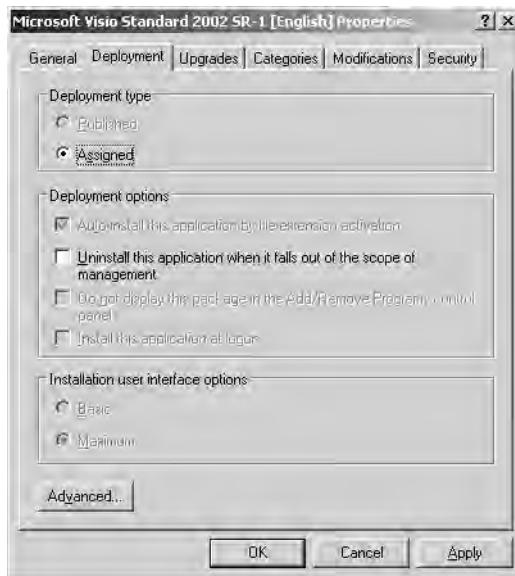 Microsoft Visio Standard 2002 SR-1 [English] Properties ? X
General Deployment Upgrades Categories Modifications Security
Deployment type
Published
Assigned
Deployment options
Auto-install this application by file extension activation
Uninstall this application when it falls out of the scope of
management
Do not display this package in the Add/Remove Programs control
panel
Install this application at logon
Installation user interface options
Basic
Maximum
Advanced...
OK Cancel Apply